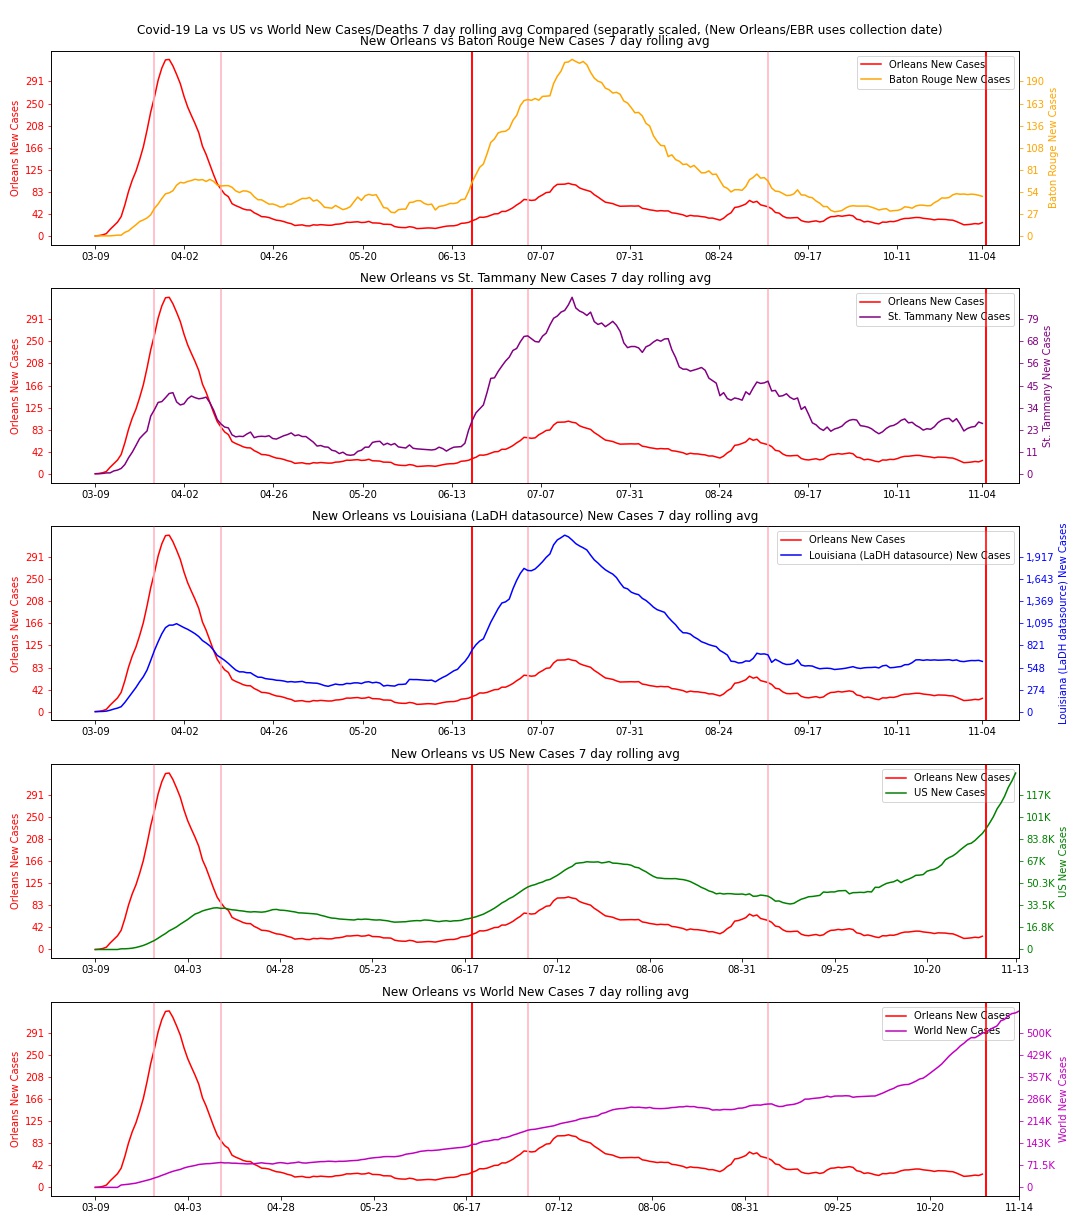 Covid-19 La vs US vs World New Cases/Deaths 7 day rolling avg Compared (separatly scaled, (New Orleans/EBR uses collection date)
New Orleans vs Baton Rouge New Cases 7 day rolling avg
Orleans New Cases
Baton Rouge New Cases
291
250
208
166
125
83
42
0
Orleans New Cases
190
163
136
108
81
54
27
0
Baton Rouge New Cases
03-09 04-02 04-26 05-20 06-13 07-07 07-31 08-24 09-17 10-11 11-04
New Orleans vs St. Tammany New Cases 7 day rolling avg
Orleans New Cases
St. Tammany New Cases
291
250
208
166
125
83
42
0
Orleans New Cases
79
68
56
45
34
23
11
0
St. Tammany New Cases
03-09 04-02 04-26 05-20 06-13 07-07 07-31 08-24 09-17 10-11 11-04
New Orleans vs Louisiana (LaDH datasource) New Cases 7 day rolling avg
Orleans New Cases
Louisiana (LaDH datasource) New Cases
291
250
208
166
125
83
42
0
Orleans New Cases
1,917
1,643
1,369
1,095
821
548
274
0
Louisiana (LaDH datasource) New Cases
03-09 04-02 04-26 05-20 06-13 07-07 07-31 08-24 09-17 10-11 11-04
New Orleans vs US New Cases 7 day rolling avg
Orleans New Cases
US New Cases
291
250
208
166
125
83
42
0
Orleans New Cases
117K
101K
83.8K
67K
50.3K
33.5K
16.8K
0
US New Cases
03-09 04-03 04-28 05-23 06-17 07-12 08-06 08-31 09-25 10-20 11-13
New Orleans vs World New Cases 7 day rolling avg
Orleans New Cases
World New Cases
291
250
208
166
125
83
42
0
Orleans New Cases
500K
429K
357K
286K
214K
143K
71.5K
0
World New Cases
03-09 04-03 04-28 05-23 06-17 07-12 08-06 08-31 09-25 10-20 11-14